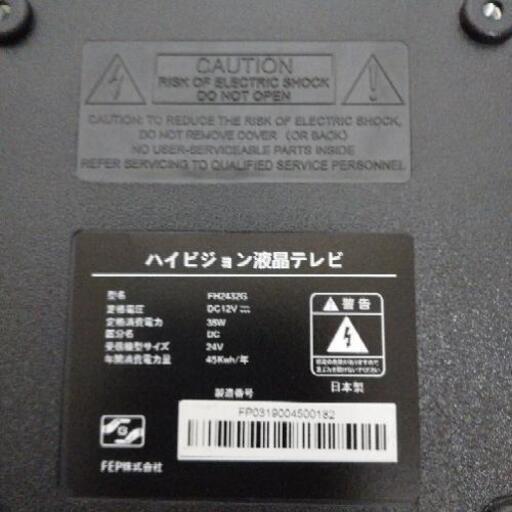 CAUTION
RISK OF ELECTRIC SHOCK
DO NOT OPEN
CAUTION: TO REDUCE THE RISK OF ELECTRIC SHOCK,
DO NOT REMOVE COVER (OR BACK)
NO USER-SERVICEABLE PARTS INSIDE
REFER SERVICING TO QUALIFIED SERVICE PERSONNEL
ハイビジョン液晶テレビ
型名 FH2432G
定格電圧 DC12V
定格消費電力 38W
区分名 DC
受信機型サイズ 24V
年間消費電力量 45Kwh/年
警告
日本製
製造番号
FP0319004500182
FEP株式会社